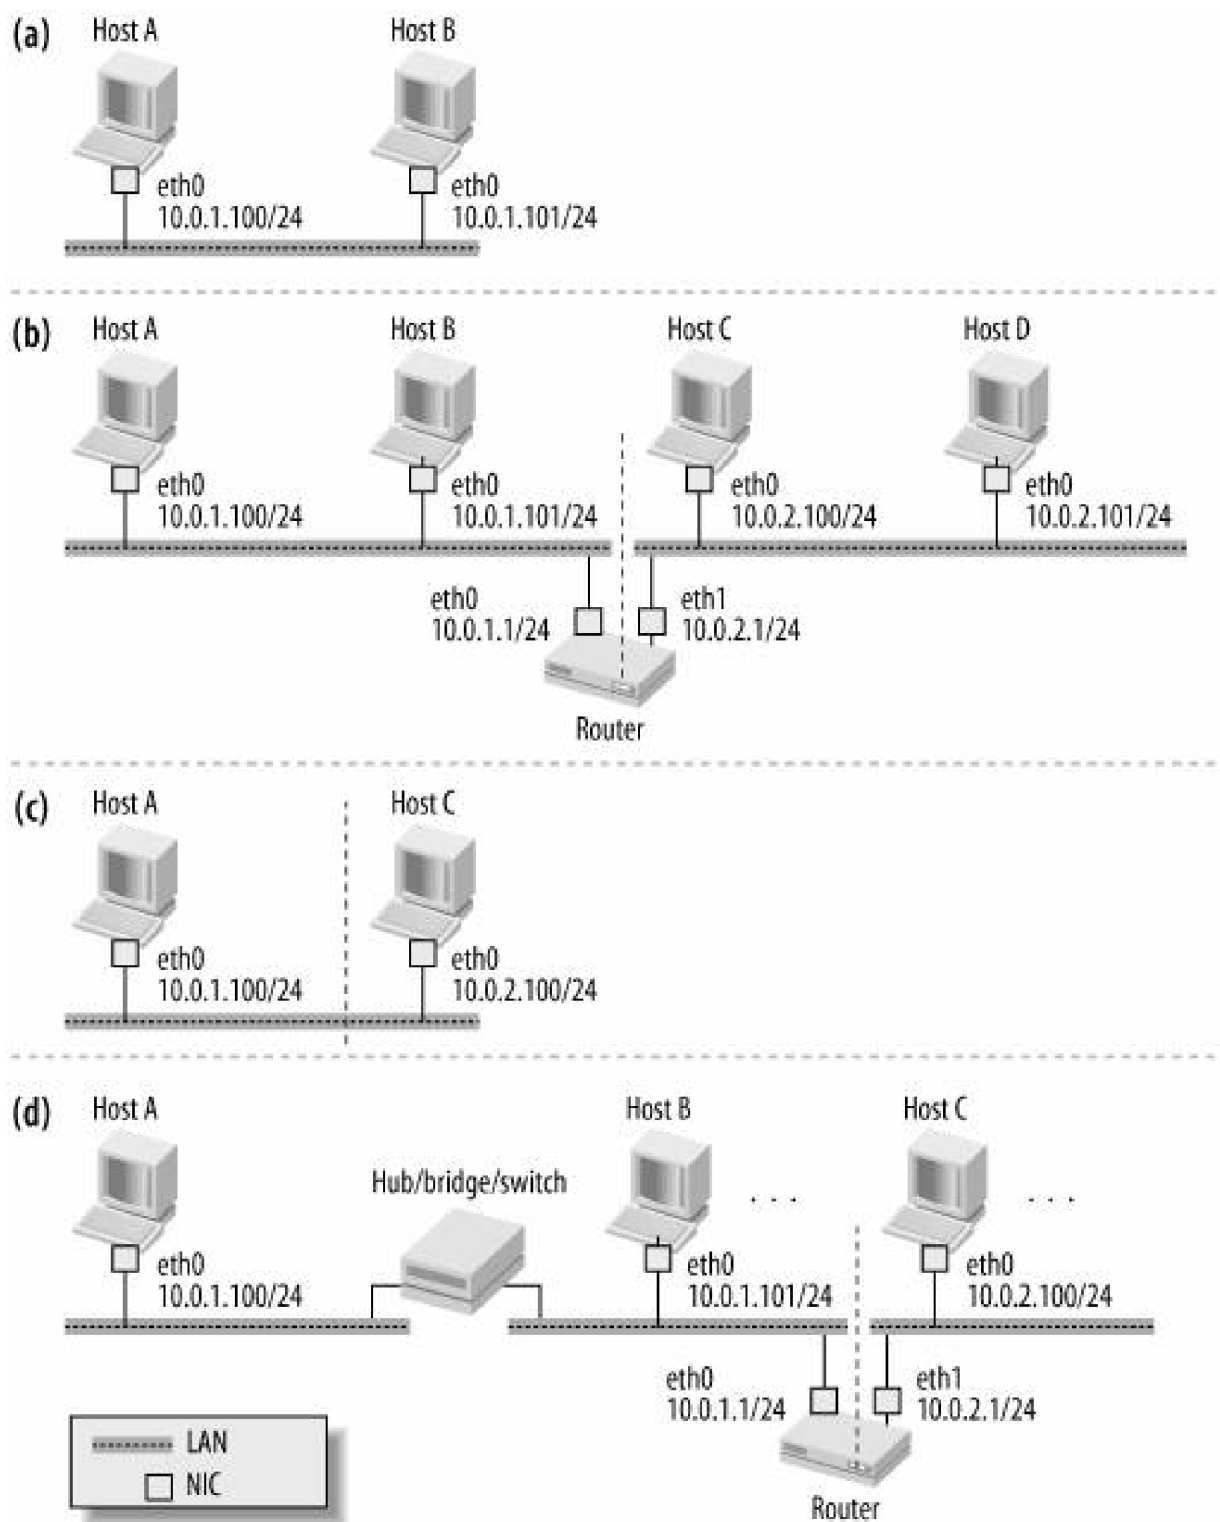 (a)
Host A
Host B
eth0
10.0.1.100/24
eth0
10.0.1.101/24
(b)
Host A
Host B
Host C
Host D
eth0
10.0.1.100/24
eth0
10.0.1.101/24
eth0
10.0.2.100/24
eth0
10.0.2.101/24
eth0
10.0.1.1/24
eth1
10.0.2.1/24
Router
(c)
Host A
Host C
eth0
10.0.1.100/24
eth0
10.0.2.100/24
(d)
Host A
Host B
Host C
Hub/bridge/switch
. . .
. . .
eth0
10.0.1.100/24
eth0
10.0.1.101/24
eth0
10.0.2.100/24
eth0
10.0.1.1/24
eth1
10.0.2.1/24
Router
LAN
NIC